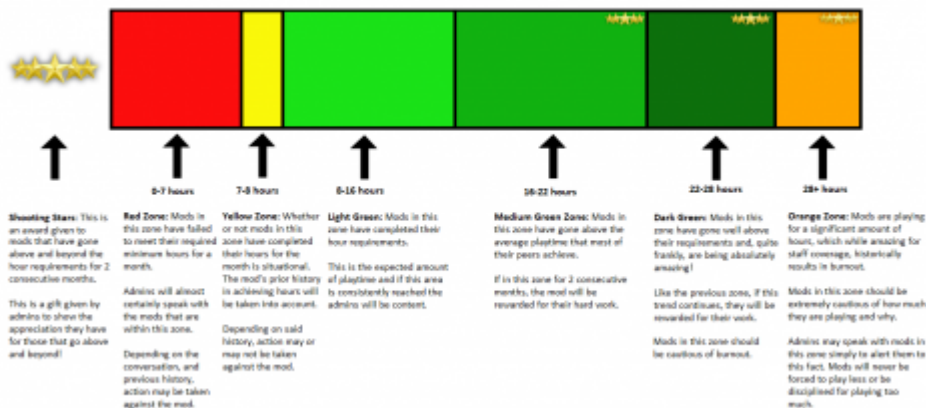 0-7 hours
7-8 hours
8-16 hours
16-22 hours
22-28 hours
28+ hours
Shooting Stars: This is
an award given to
mods that have gone
above and beyond the
hour requirements for 2
consecutive months.
This is a gift given by
admins to show the
appreciation they have
for those that go above
and beyond!
Red Zone: Mods in
this zone have failed
to meet their required
minimum hours for a
month.
Admins will almost
certainly speak with
the mods that are
within this zone.
Depending on the
conversation, and
previous history,
action may be taken
against the mod.
Yellow Zone: Whether
or not mods in this
zone have completed
their hours for the
month is situational.
The mod's prior history
in achieving hours will
be taken into account.
Depending on said
history, action may or
may not be taken
against the mod.
Light Green: Mods in this
zone have completed their
hour requirements.
This is the expected amount
of playtime and if this area
is consistently reached the
admins will be content.
Medium Green Zone: Mods in
this zone have gone above the
average playtime that most of
their peers achieve.
If in this zone for 2 consecutive
months, the mod will be
rewarded for their hard work.
Dark Green: Mods in this
zone have gone well above
their requirements and, quite
frankly, are being absolutely
amazing!
Like the previous zone, if this
trend continues, they will be
rewarded for their work.
Mods in this zone should
be cautious of burnout.
Orange Zone: Mods are playing
for a significant amount of
hours, which while amazing for
staff coverage, historically
results in burnout.
Mods in this zone should be
extremely cautious of how much
they are playing and why.
Admins may speak with mods in
this zone simply to alert them to
this fact. Mods will never be
forced to play less or be
disciplined for playing too
much.